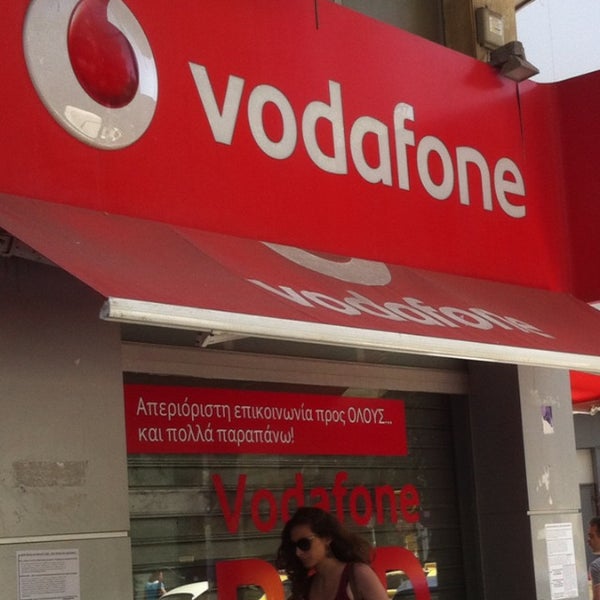 vodafone
vodafone
Απεριόριστη επικοινωνία προς ΟΛΟΥΣ...
και πολλά παραπάνω!
Vodafone